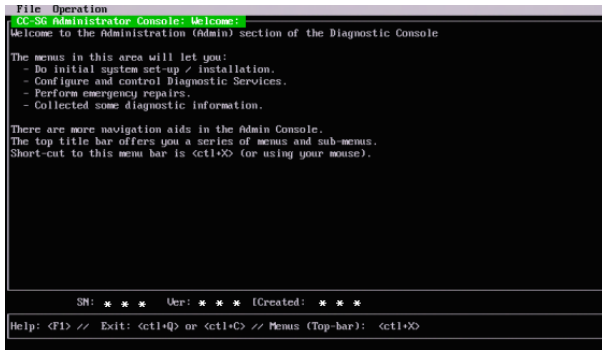 File Operation
CC-SG Administrator Console: Welcome:
Welcome to the Administration (Admin) section of the Diagnostic Console
The menus in this area will let you:
- Do initial system set-up / installation.
- Configure and control Diagnostic Services.
- Perform emergency repairs.
- Collected some diagnostic information.
There are more navigation aids in the Admin Console.
The top title bar offers you a series of menus and sub-menus.
Short-cut to this menu bar is <ctl+X> (or using your mouse).
SN: * * * Ver: * * * [Created: * * *
Help: <F1> // Exit: <ctl+Q> or <ctl+C> // Menus (Top-bar): <ctl+X>